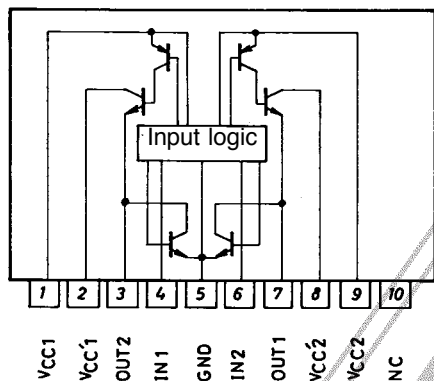 Input logic
1 2 3 4 5 6 7 8 9 10
VCC1
VCC'1
OUT2
IN1
GND
IN2
OUT1
VCC'2
VCC2
NC